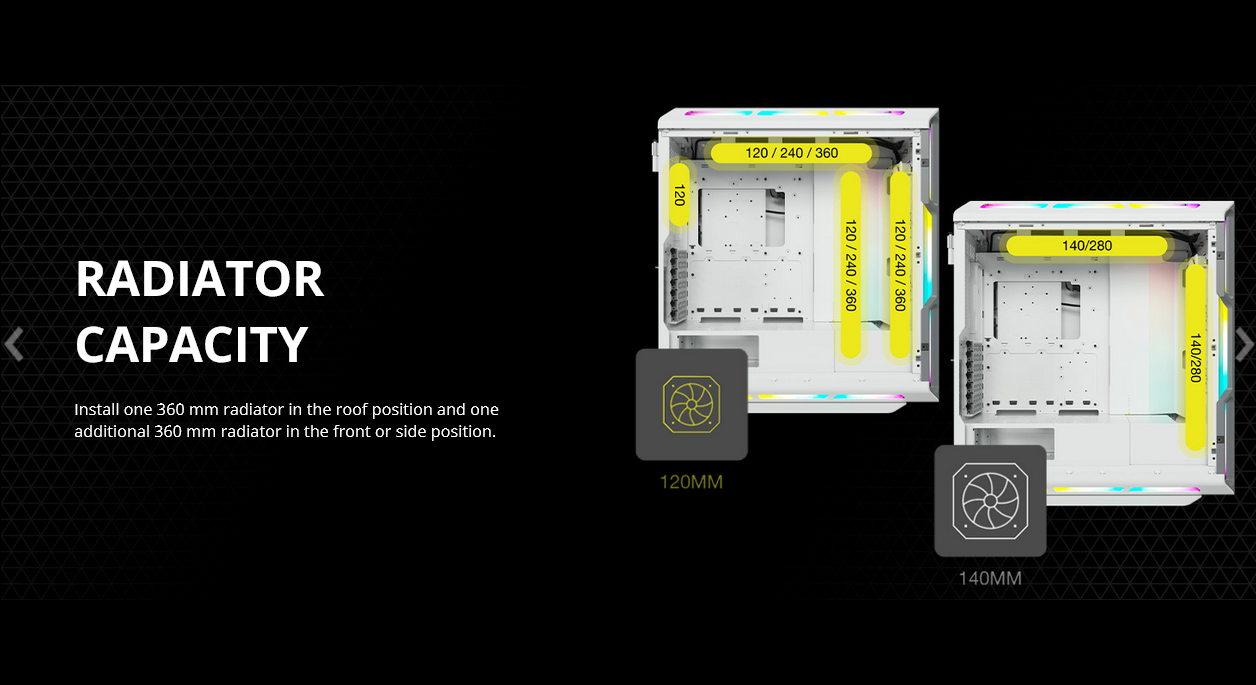 RADIATOR
CAPACITY
Install one 360 mm radiator in the roof position and one
additional 360 mm radiator in the front or side position.
120 / 240 / 360
120
120 / 240 / 360
120 / 240 / 360
120MM
140/280
140/280
140MM